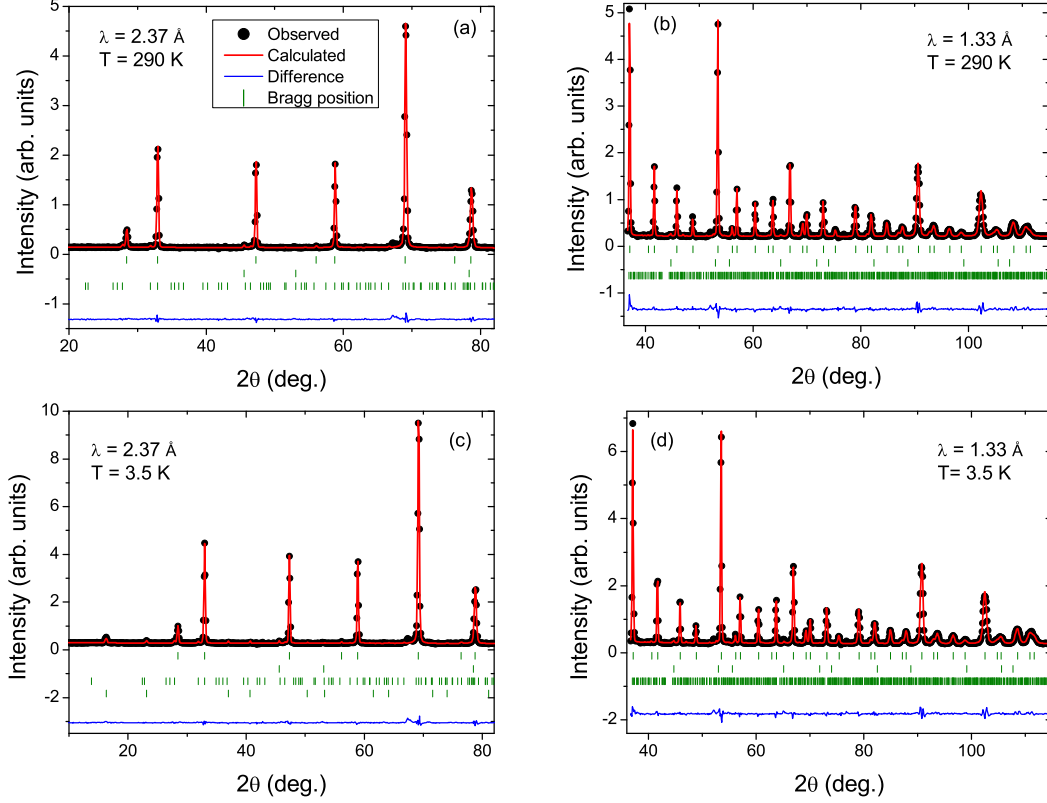 (a)
λ = 2.37 Å
T = 290 K
Observed
Calculated
Difference
Bragg position
Intensity (arb. units)
5
4
3
2
1
0
-1
20 40 60 80
2θ (deg.)
(b)
λ = 1.33 Å
T = 290 K
Intensity (arb. units)
5
4
3
2
1
0
-1
40 60 80 100
2θ (deg.)
(c)
λ = 2.37 Å
T = 3.5 K
Intensity (arb. units)
10
8
6
4
2
0
-2
20 40 60 80
2θ (deg.)
(d)
λ = 1.33 Å
T= 3.5 K
Intensity (arb. units)
6
4
2
0
-2
40 60 80 100
2θ (deg.)